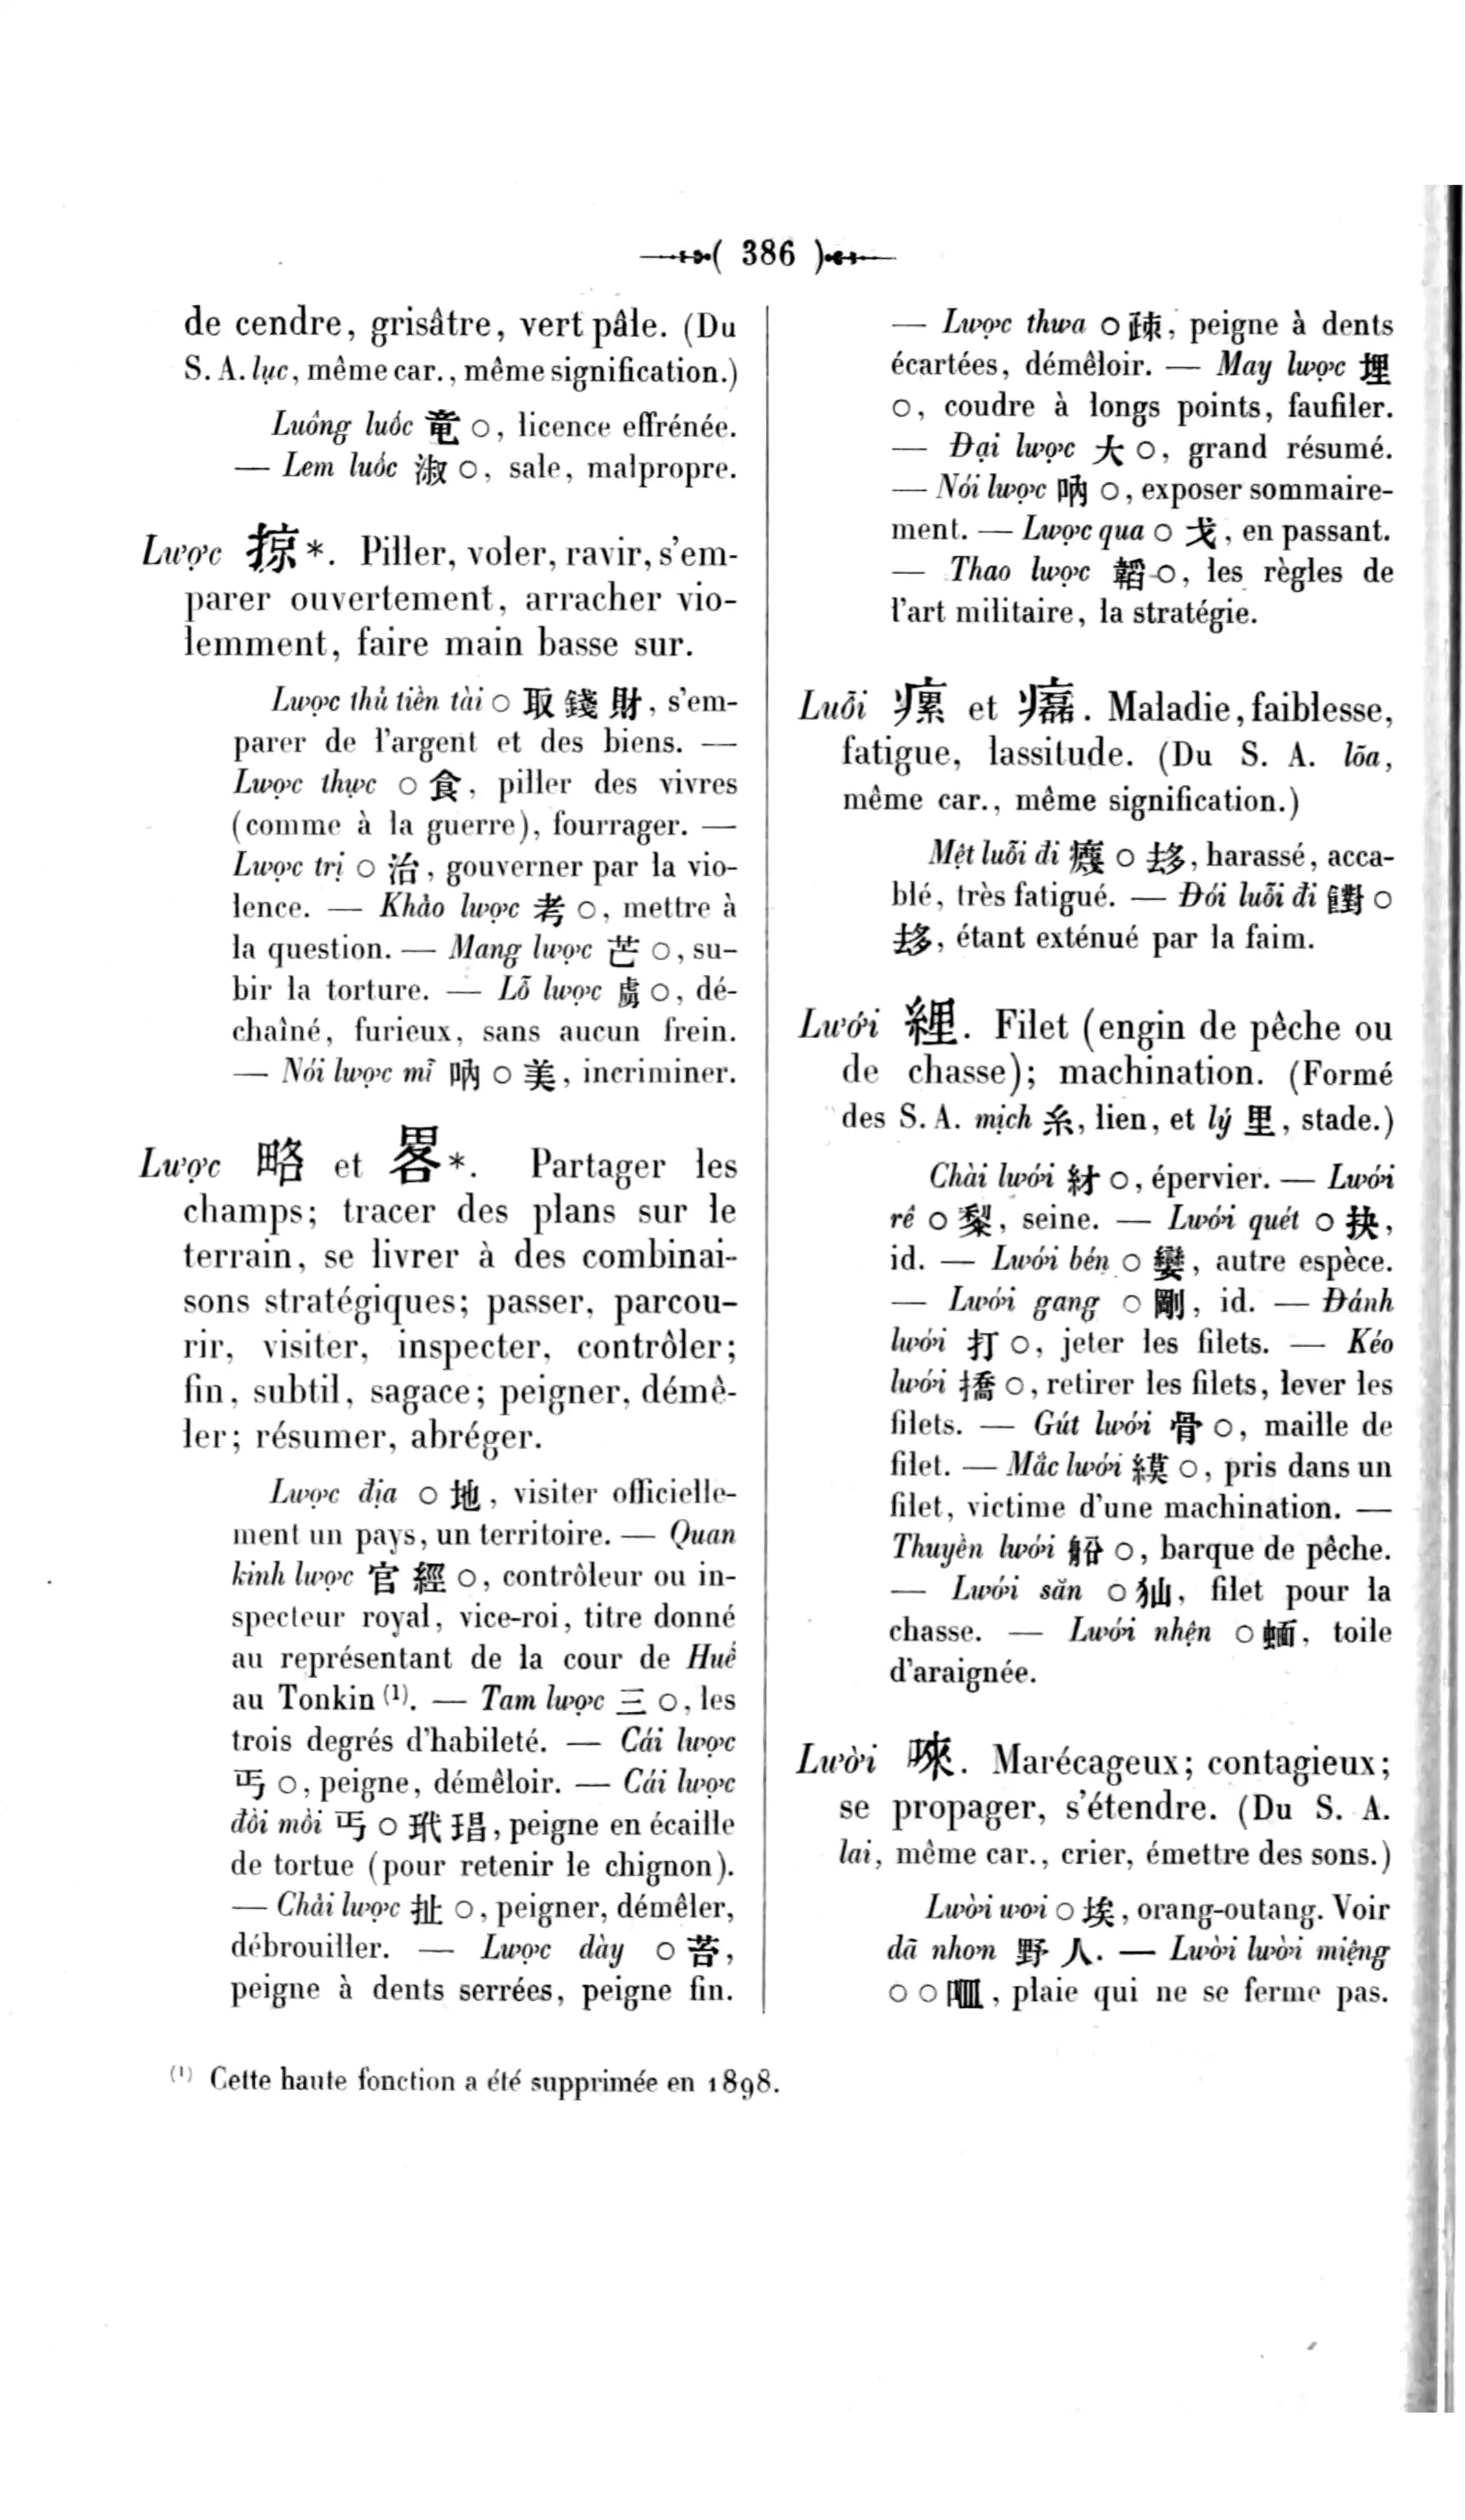 ( 386 )
de cendre, grisâtre, vert pâle. (Du
S. A. lục, même car., même signification.)
Luông luốc 竜 ○, licence effrénée.
— Lem luốc 淑 ○, sale, malpropre.
Lược 掠 *. Piller, voler, ravir, s'em-
parer ouvertement, arracher vio-
lemment, faire main basse sur.
Lược thủ tiền tài ○ 取 錢 財, s'em-
parer de l'argent et des biens. —
Lược thực ○ 食, piller des vivres
(comme à la guerre), fourrager. —
Lược trị ○ 治, gouverner par la vio-
lence. — Khảo lược 考 ○, mettre à
la question. — Mang lược 芒 ○, su-
bir la torture. — Lỗ lược 虜 ○, dé-
chaîné, furieux, sans aucun frein.
— Nói lược mĩ 吶 ○ 美, incriminer.
Lược 略 et 畧 *. Partager les
champs; tracer des plans sur le
terrain, se livrer à des combinai-
sons stratégiques; passer, parcou-
rir, visiter, inspecter, contrôler;
fin, subtil, sagace; peigner, démê-
ler; résumer, abréger.
Lược địa ○ 地, visiter officielle-
ment un pays, un territoire. — Quan
kinh lược 官 經 ○, contrôleur ou in-
specteur royal, vice-roi, titre donné
au représentant de la cour de Huế
au Tonkin (1). — Tam lược 三 ○, les
trois degrés d'habileté. — Cái lược
丐 ○, peigne, démêloir. — Cái lược
đồi mồi 丐 ○ 玳 瑁, peigne en écaille
de tortue (pour retenir le chignon).
— Chải lược 扯 ○, peigner, démêler,
débrouiller. — Lược dày ○ 苔,
peigne à dents serrées, peigne fin.
— Lược thưa ○ 疎, peigne à dents
écartées, démêloir. — May lược 埋
○, coudre à longs points, faufiler.
— Đại lược 大 ○, grand résumé.
— Nói lược 吶 ○, exposer sommaire-
ment. — Lược qua ○ 戈, en passant.
— Thao lược 韜 ○, les règles de
l'art militaire, la stratégie.
Luỗi 瘰 et. Maladie, faiblesse,
fatigue, lassitude. (Du S. A. lõa,
même car., même signification.)
Mệt luỗi đi ○, harassé, acca-
blé, très fatigué. — Đói luỗi đi ○
, étant exténué par la faim.
Lưới 纆. Filet (engin de pêche ou
de chasse); machination. (Formé
des S. A. mịch 糸, lien, et lý 里, stade.)
Chài lưới 紂 ○, épervier. — Lưới
rê ○, seine. — Lưới quét ○ 抉,
id. — Lưới bén ○, autre espèce.
— Lưới gang ○ 剛, id. — Đánh
lưới 打 ○, jeter les filets. — Kéo
lưới 撟 ○, retirer les filets, lever les
filets. — Gút lưới 骨 ○, maille de
filet. — Mắc lưới 縸 ○, pris dans un
filet, victime d'une machination. —
Thuyền lưới 船 ○, barque de pêche.
— Lưới săn ○, filet pour la
chasse. — Lưới nhện ○, toile
d'araignée.
Lười 唻. Marécageux; contagieux;
se propager, s'étendre. (Du S. A.
lai, même car., crier, émettre des sons.)
Lười ươi ○ 埃, orang-outang. Voir
dã nhơn 野 人. — Lười lười miệng
○ ○ 𠰘, plaie qui ne se ferme pas.
(1) Cette haute fonction a été supprimée en 1898.